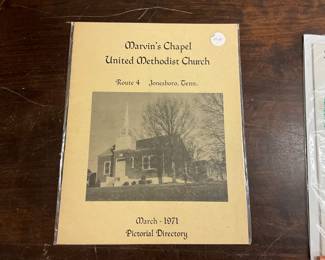 Marvin's Chapel
United Methodist Church
Route 4 Jonesboro, Tenn.
March - 1971
Pictorial Directory